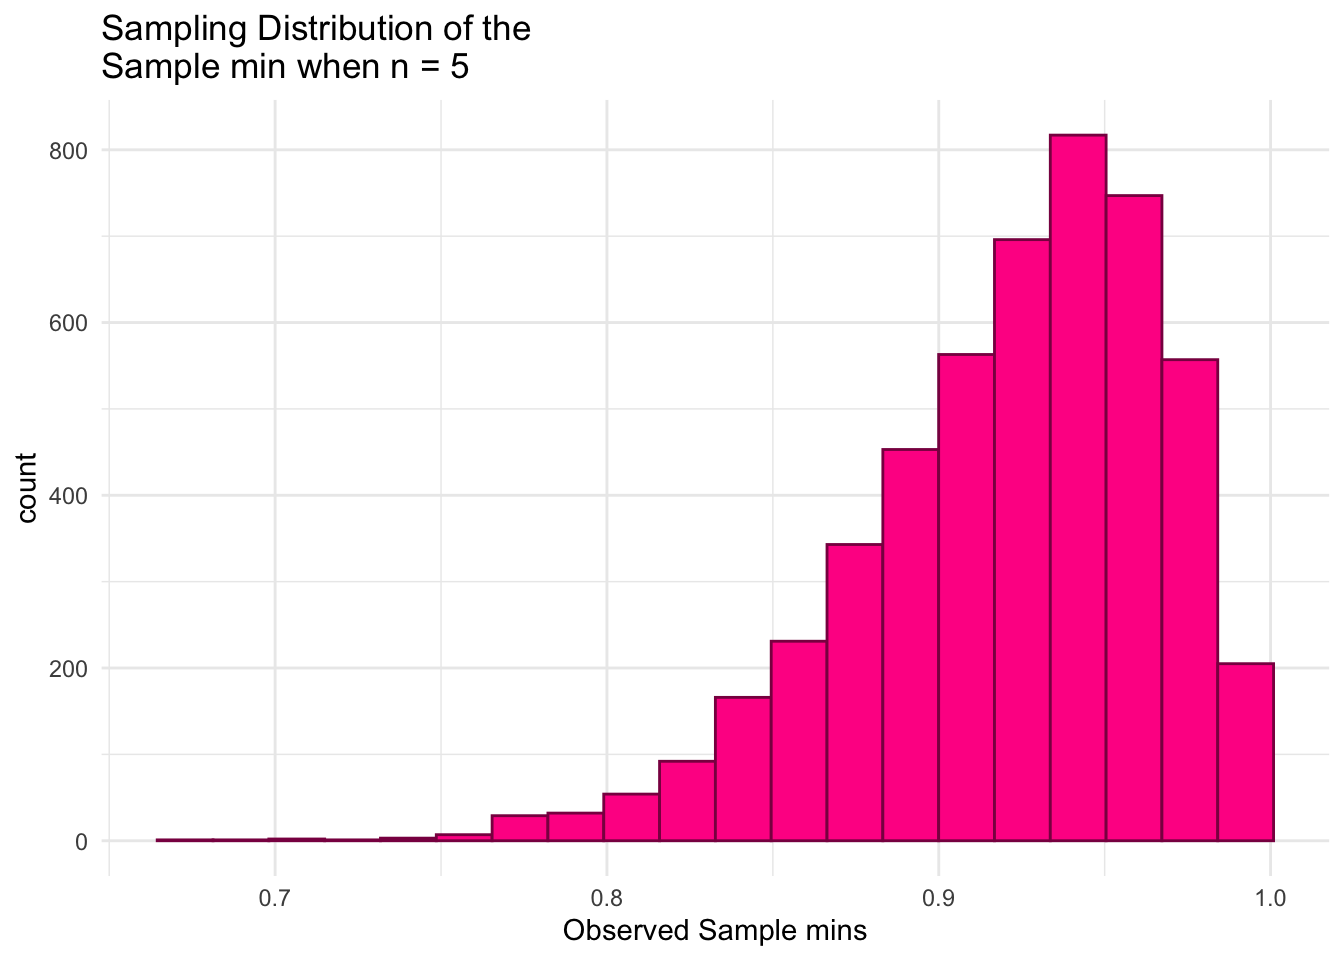 Sampling Distribution of the
Sample min when n = 5
800
600
400
200
0
count
0.7 0.8 0.9 1.0
Observed Sample mins